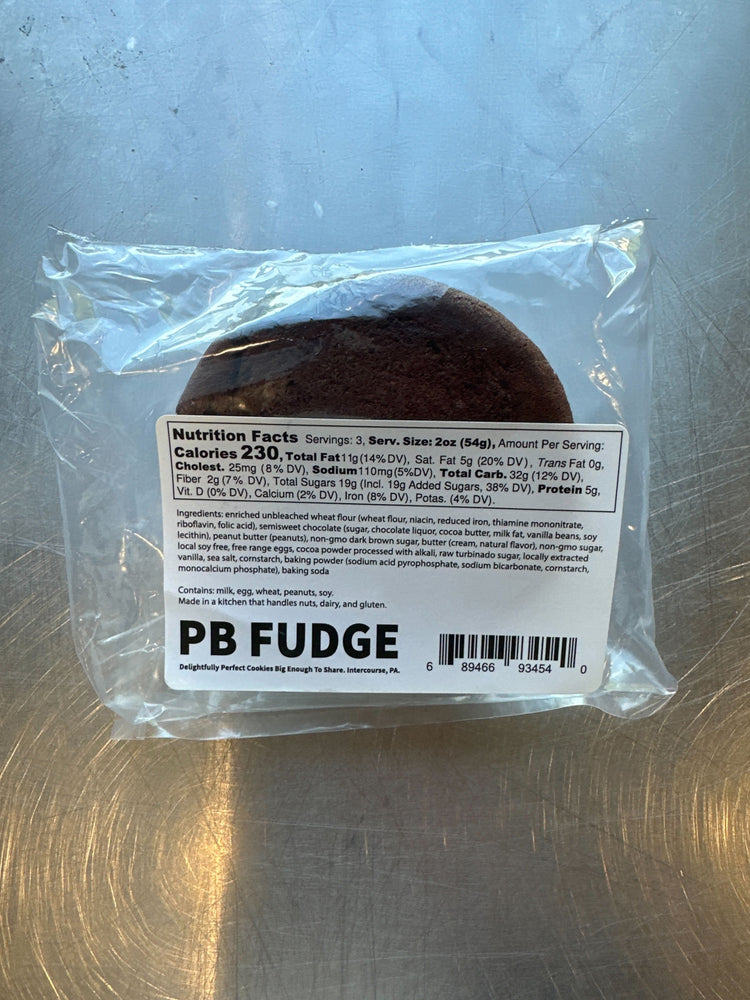 Nutrition Facts Servings: 3, Serv. Size: 2oz (54g), Amount Per Serving:
Calories 230, Total Fat 11g (14% DV), Sat. Fat 5g (20% DV), Trans Fat 0g,
Cholest. 25mg (8% DV), Sodium 110mg (5%DV), Total Carb. 32g (12% DV),
Fiber 2g (7% DV), Total Sugars 19g (Incl. 19g Added Sugars, 38% DV), Protein 5g,
Vit. D (0% DV), Calcium (2% DV), Iron (8% DV), Potas. (4% DV).
Ingredients: enriched unbleached wheat flour (wheat flour, niacin, reduced iron, thiamine mononitrate,
riboflavin, folic acid), semisweet chocolate (sugar, chocolate liquor, cocoa butter, milk fat, vanilla beans, soy
lecithin), peanut butter (peanuts), non-gmo dark brown sugar, butter (cream, natural flavor), non-gmo sugar,
local soy free, free range eggs, cocoa powder processed with alkali, raw turbinado sugar, locally extracted
vanilla, sea salt, cornstarch, baking powder (sodium acid pyrophosphate, sodium bicarbonate, cornstarch,
monocalcium phosphate), baking soda
Contains: milk, egg, wheat, peanuts, soy.
Made in a kitchen that handles nuts, dairy, and gluten.
PB FUDGE
Delightfully Perfect Cookies Big Enough To Share. Intercourse, PA.
6 89466 93454 0